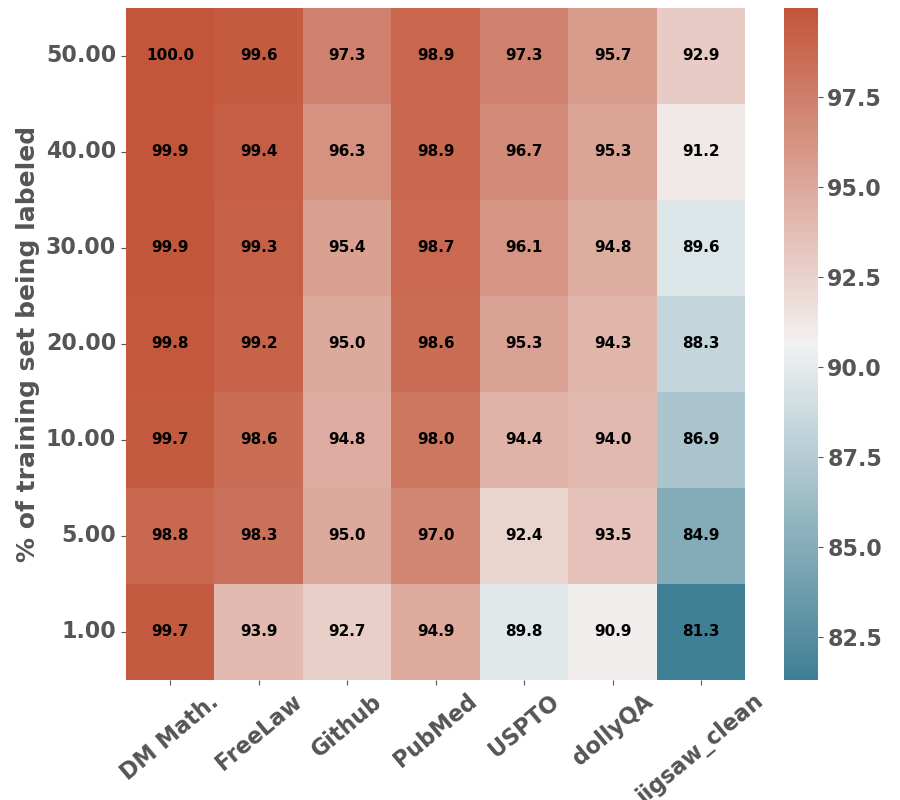 % of training set being labeled
50.00 100.0 99.6 97.3 98.9 97.3 95.7 92.9
40.00 99.9 99.4 96.3 98.9 96.7 95.3 91.2
30.00 99.9 99.3 95.4 98.7 96.1 94.8 89.6
20.00 99.8 99.2 95.0 98.6 95.3 94.3 88.3
10.00 99.7 98.6 94.8 98.0 94.4 94.0 86.9
5.00 98.8 98.3 95.0 97.0 92.4 93.5 84.9
1.00 99.7 93.9 92.7 94.9 89.8 90.9 81.3
DM Math. FreeLaw Github PubMed USPTO dollyQA jigsaw_clean
97.5
95.0
92.5
90.0
87.5
85.0
82.5